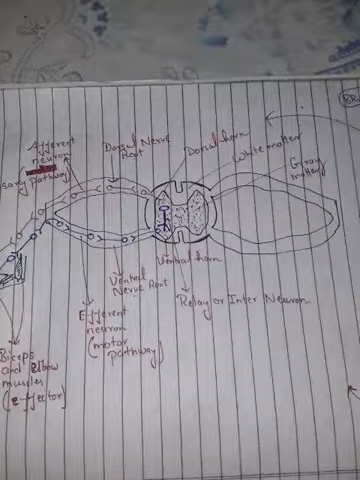 Afferent
neuron
pathway
Dorsal Nerve
Root
Dorsal horn
White matter
Gray
matter
Ventral horn
Ventral
Nerve Root
Relay or Inter Neuron
Efferent
neuron
(motor
pathway)
Biceps
and elbow
muscles
(effector)